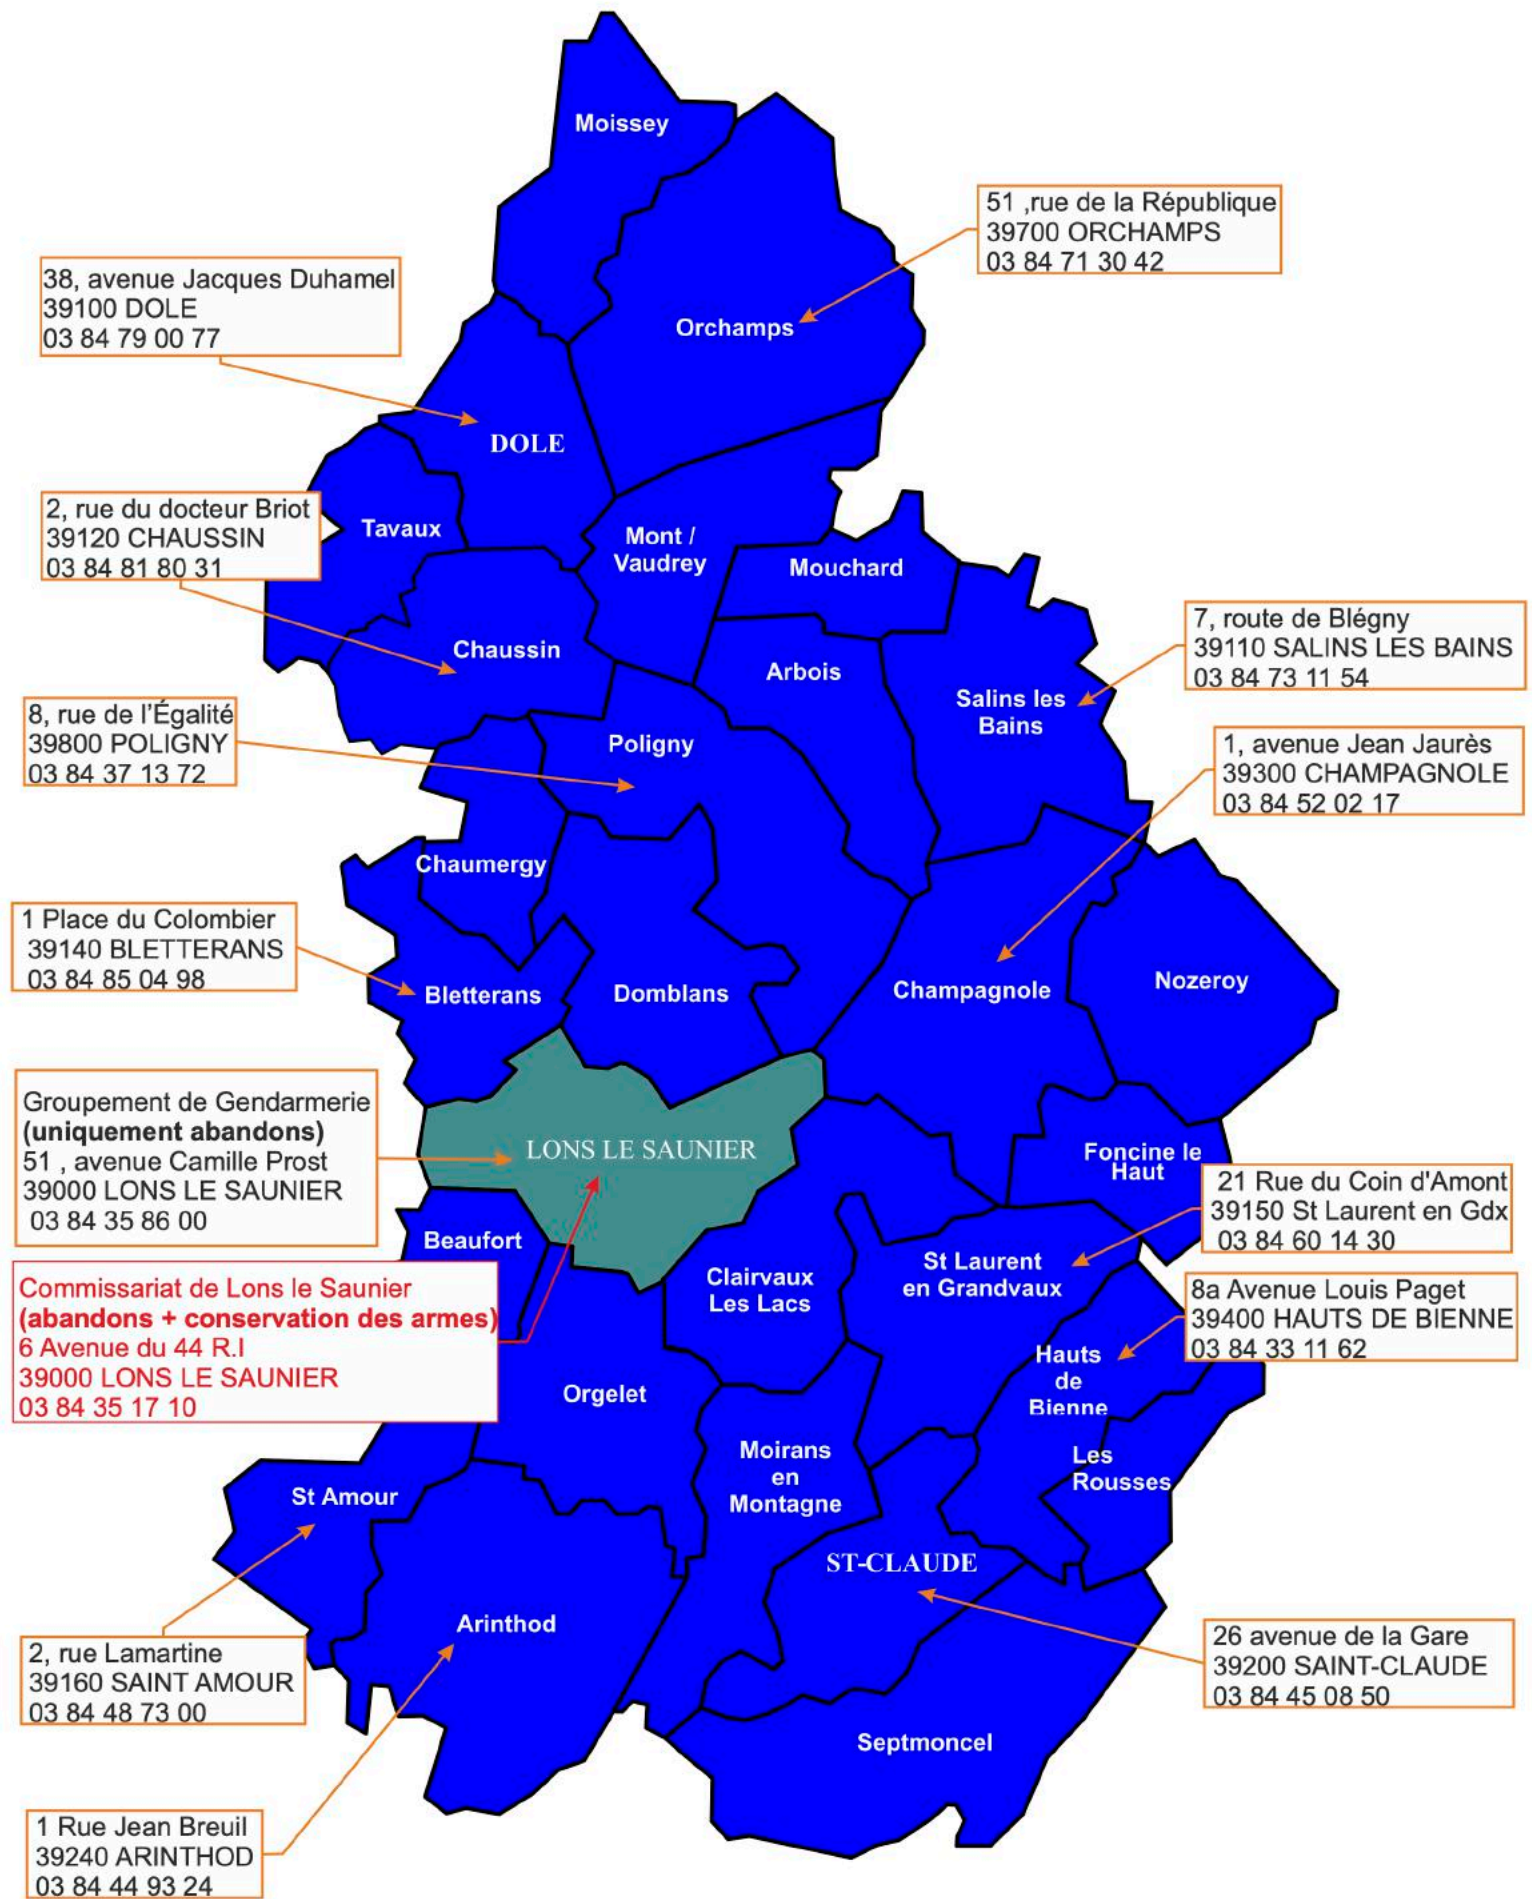 Moissey
51 ,rue de la République
39700 ORCHAMPS
03 84 71 30 42
38, avenue Jacques Duhamel
39100 DOLE
03 84 79 00 77
Orchamps
DOLE
2, rue du docteur Briot
39120 CHAUSSIN
03 84 81 80 31
Tavaux
Mont /
Vaudrey
Mouchard
7, route de Blégny
39110 SALINS LES BAINS
03 84 73 11 54
Chaussin
Arbois
Salins les
Bains
8, rue de l'Égalité
39800 POLIGNY
03 84 37 13 72
Poligny
1, avenue Jean Jaurès
39300 CHAMPAGNOLE
03 84 52 02 17
Chaumergy
1 Place du Colombier
39140 BLETTERANS
03 84 85 04 98
Bletterans
Domblans
Champagnole
Nozeroy
Groupement de Gendarmerie
(uniquement abandons)
51 , avenue Camille Prost
39000 LONS LE SAUNIER
03 84 35 86 00
LONS LE SAUNIER
Foncine le
Haut
21 Rue du Coin d'Amont
39150 St Laurent en Gdx
03 84 60 14 30
Beaufort
Clairvaux
Les Lacs
St Laurent
en Grandvaux
Commissariat de Lons le Saunier
(abandons + conservation des armes)
6 Avenue du 44 R.I
39000 LONS LE SAUNIER
03 84 35 17 10
8a Avenue Louis Paget
39400 HAUTS DE BIENNE
03 84 33 11 62
Hauts
de
Bienne
Orgelet
Moirans
en
Montagne
Les
Rousses
St Amour
ST-CLAUDE
Arinthod
2, rue Lamartine
39160 SAINT AMOUR
03 84 48 73 00
26 avenue de la Gare
39200 SAINT-CLAUDE
03 84 45 08 50
Septmoncel
1 Rue Jean Breuil
39240 ARINTHOD
03 84 44 93 24